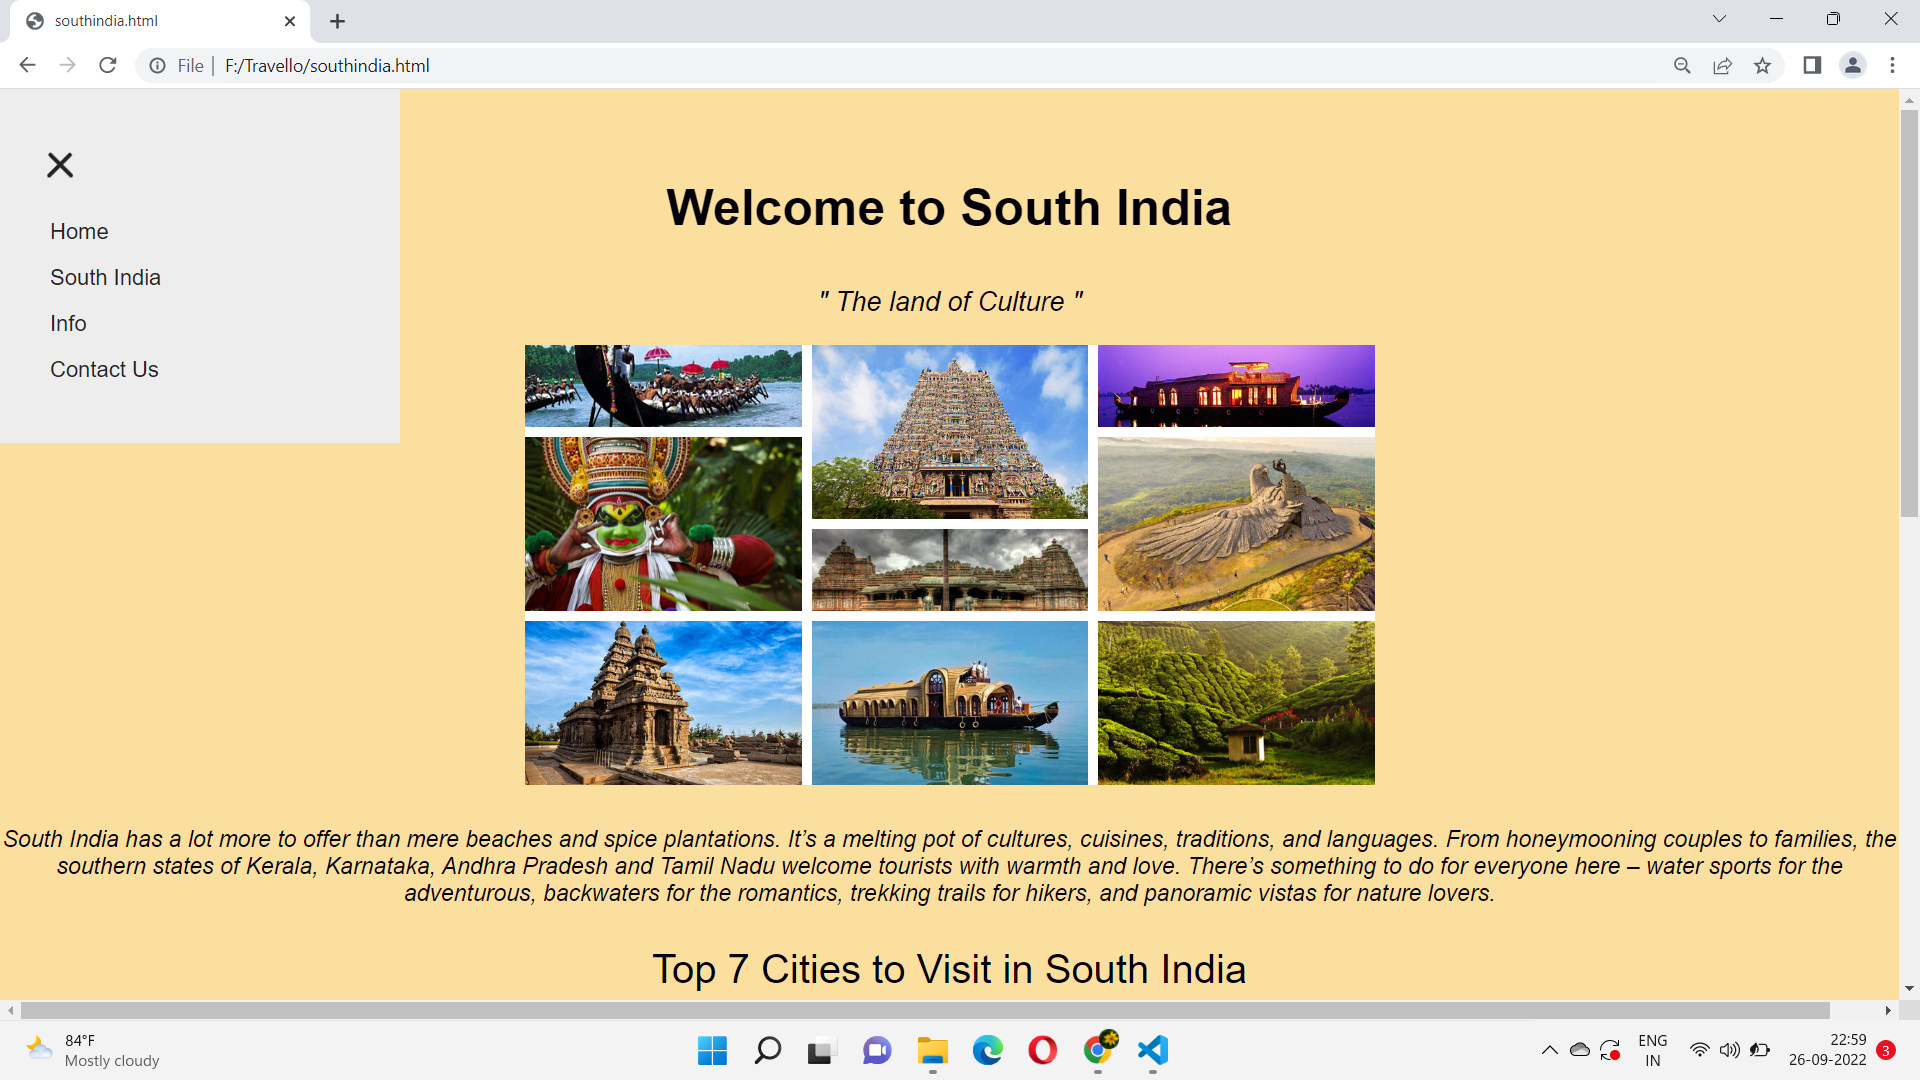 southindia.html
File
F:/Travello/southindia.html
Home
South India
Info
Contact Us
Welcome to South India
" The land of Culture "
South India has a lot more to offer than mere beaches and spice plantations. It’s a melting pot of cultures, cuisines, traditions, and languages. From honeymooning couples to families, the
southern states of Kerala, Karnataka, Andhra Pradesh and Tamil Nadu welcome tourists with warmth and love. There’s something to do for everyone here – water sports for the
adventurous, backwaters for the romantics, trekking trails for hikers, and panoramic vistas for nature lovers.
Top 7 Cities to Visit in South India
84°F
Mostly cloudy
ENG
IN
22:59
26-09-2022
3